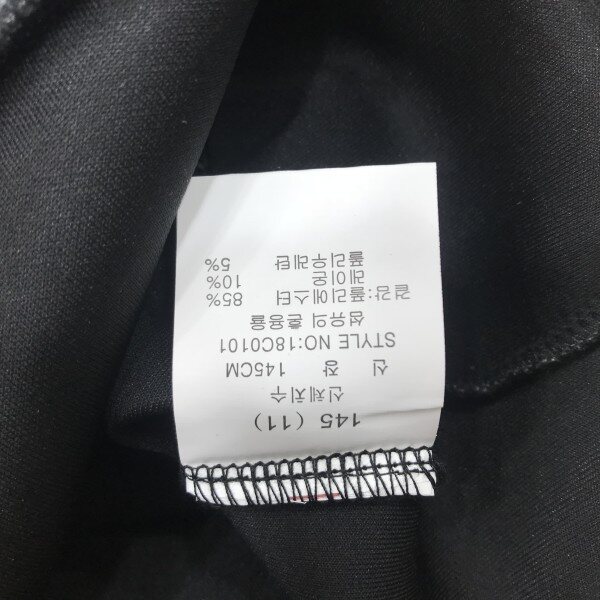 145 (11)
신체치수
신 장 145CM
STYLE NO:18C0101
섬유의 혼용율
겉감:폴리에스터 85%
레이온 10%
폴리우레탄 5%